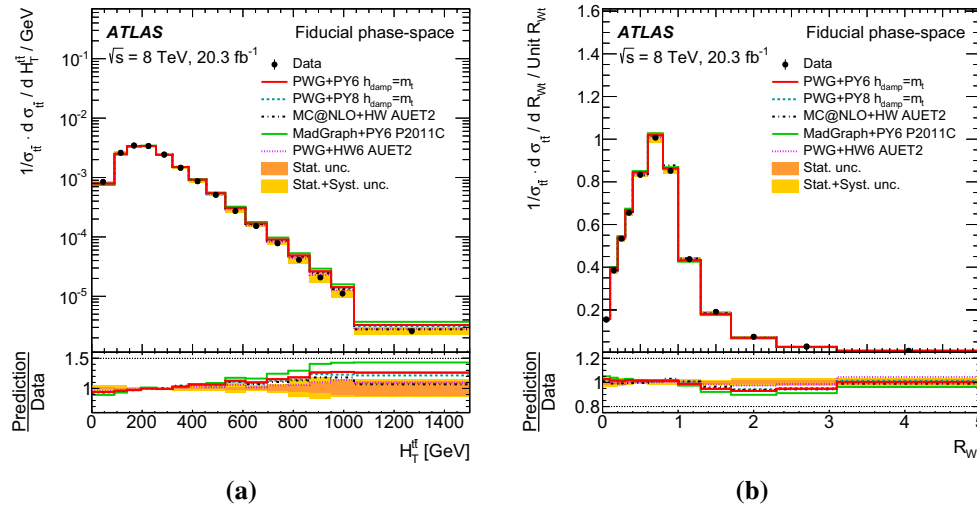 1/σ_tt̄ · d σ_tt̄ / d H_T^tt̄ / GeV
10⁻¹
10⁻²
10⁻³
10⁻⁴
10⁻⁵
ATLAS Fiducial phase-space
√s = 8 TeV, 20.3 fb⁻¹
Data
PWG+PY6 h_damp=m_t
PWG+PY8 h_damp=m_t
MC@NLO+HW AUET2
MadGraph+PY6 P2011C
PWG+HW6 AUET2
Stat. unc.
Stat.+Syst. unc.
Prediction
Data
1.5
1
0 200 400 600 800 1000 1200 1400
H_T^tt̄ [GeV]
(a)
1/σ_tt̄ · d σ_tt̄ / d R_Wt / Unit R_Wt
1.6
1.4
1.2
1
0.8
0.6
0.4
0.2
ATLAS Fiducial phase-space
√s = 8 TeV, 20.3 fb⁻¹
Data
PWG+PY6 h_damp=m_t
PWG+PY8 h_damp=m_t
MC@NLO+HW AUET2
MadGraph+PY6 P2011C
PWG+HW6 AUET2
Stat. unc.
Stat.+Syst. unc.
Prediction
Data
1.2
1
0.8
0 1 2 3 4 5
R_W
(b)